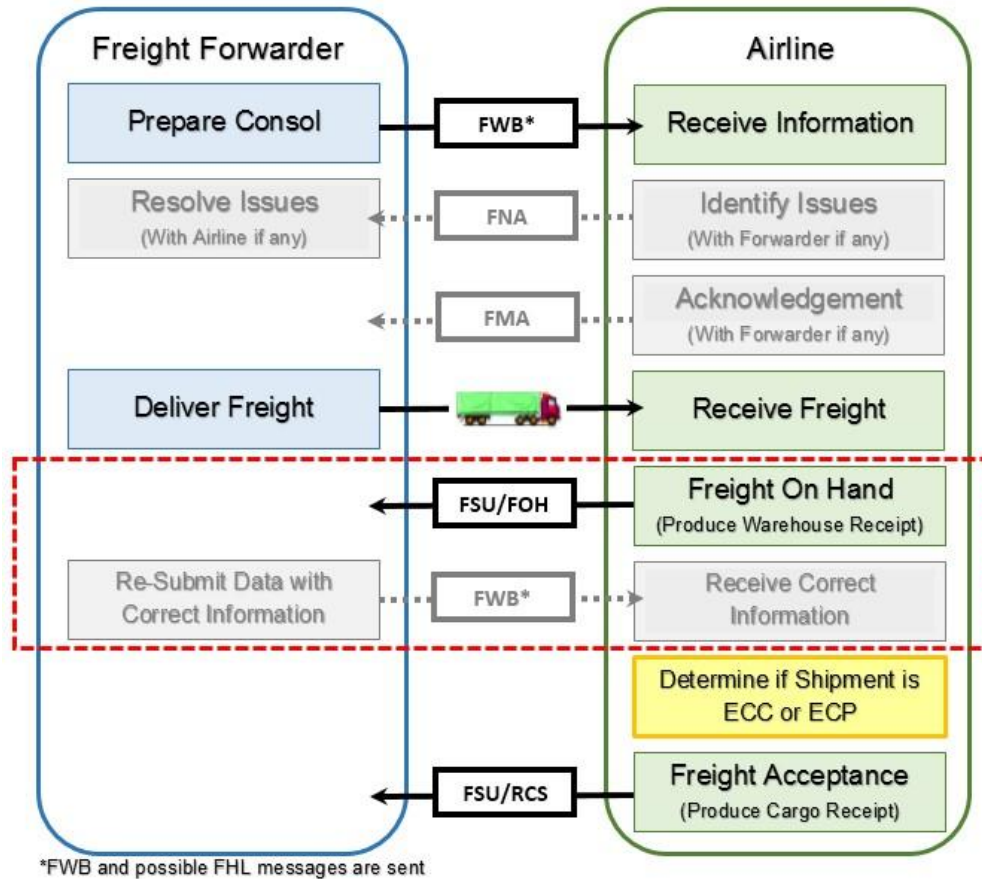 Freight Forwarder
Airline
Prepare Consol
FWB*
Receive Information
Resolve Issues
(With Airline if any)
FNA
Identify Issues
(With Forwarder if any)
FMA
Acknowledgement
(With Forwarder if any)
Deliver Freight
Receive Freight
FSU/FOH
Freight On Hand
(Produce Warehouse Receipt)
Re-Submit Data with
Correct Information
FWB*
Receive Correct
Information
Determine if Shipment is
ECC or ECP
FSU/RCS
Freight Acceptance
(Produce Cargo Receipt)
*FWB and possible FHL messages are sent